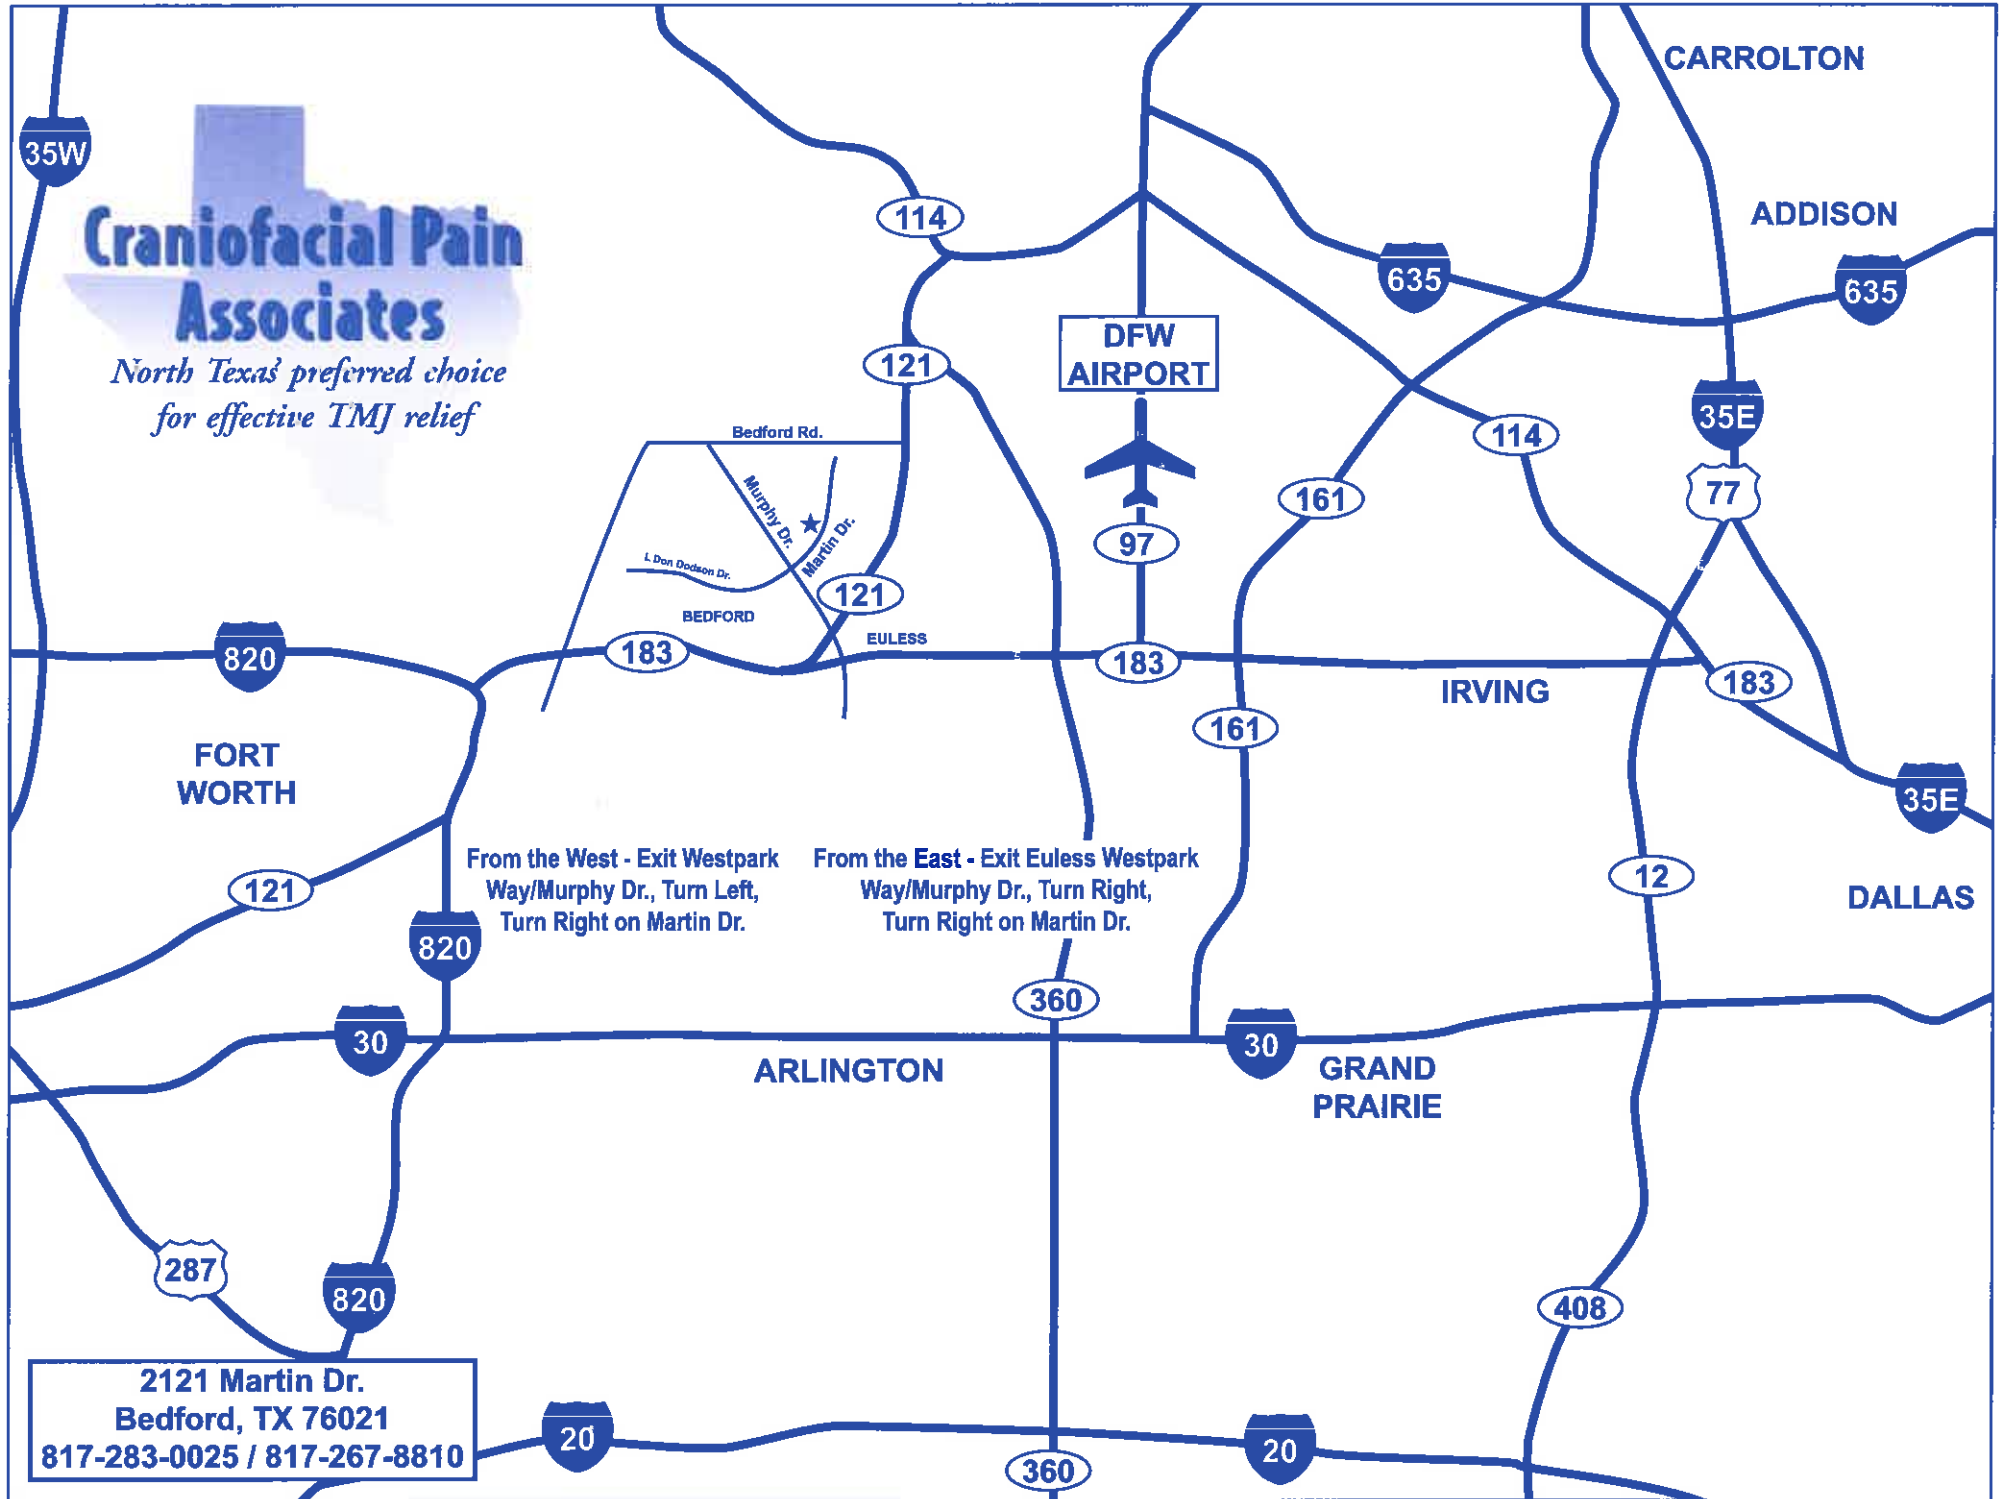 CARROLTON
35W
114
ADDISON
Craniofacial Pain
Associates
North Texas' preferred choice
for effective TMJ relief
635
635
DFW
AIRPORT
121
35E
114
77
161
Bedford Rd.
Murphy Dr.
Martin Dr.
L Don Dodson Dr.
97
121
BEDFORD
EULESS
820
183
183
IRVING
183
161
FORT
WORTH
35E
From the West - Exit Westpark
Way/Murphy Dr., Turn Left,
Turn Right on Martin Dr.
From the East - Exit Euless Westpark
Way/Murphy Dr., Turn Right,
Turn Right on Martin Dr.
121
12
DALLAS
820
360
30
30
ARLINGTON
GRAND
PRAIRIE
287
820
408
2121 Martin Dr.
Bedford, TX 76021
817-283-0025 / 817-267-8810
20
20
360